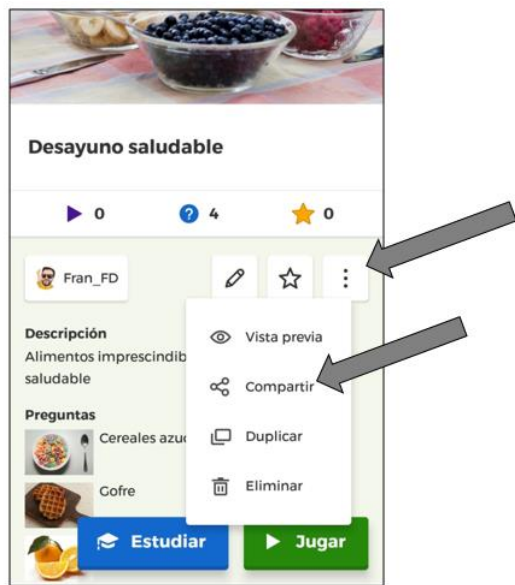 Desayuno saludable
0
? 4
0
Fran_FD
Vista previa
Descripción
Alimentos imprescindib
saludable
Compartir
Preguntas
Cereales azu
Duplicar
Gofre
Eliminar
Estudiar
Jugar